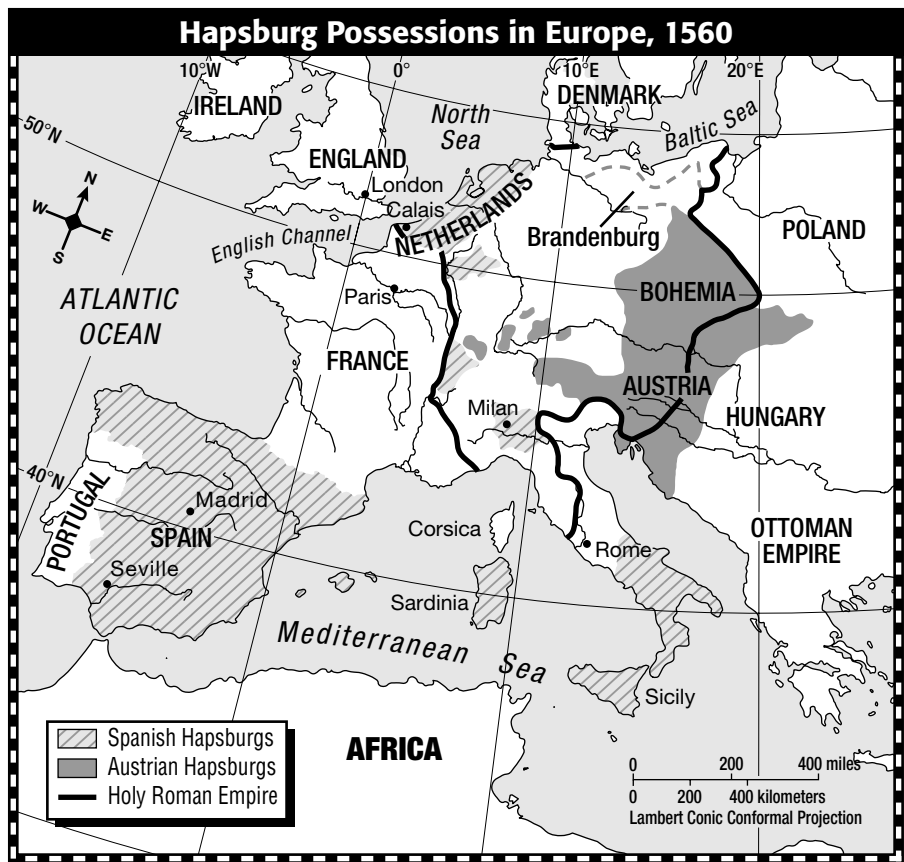 Hapsburg Possessions in Europe, 1560
10°W
0°
10°E
20°E
50°N
40°N
IRELAND
DENMARK
North
Sea
Baltic Sea
ENGLAND
London
Calais
NETHERLANDS
English Channel
Brandenburg
POLAND
N
W
E
S
Paris
BOHEMIA
ATLANTIC
OCEAN
FRANCE
AUSTRIA
Milan
HUNGARY
PORTUGAL
Madrid
SPAIN
Seville
Corsica
Rome
OTTOMAN
EMPIRE
Sardinia
Mediterranean Sea
Sicily
AFRICA
Spanish Hapsburgs
Austrian Hapsburgs
Holy Roman Empire
0 200 400 miles
0 200 400 kilometers
Lambert Conic Conformal Projection